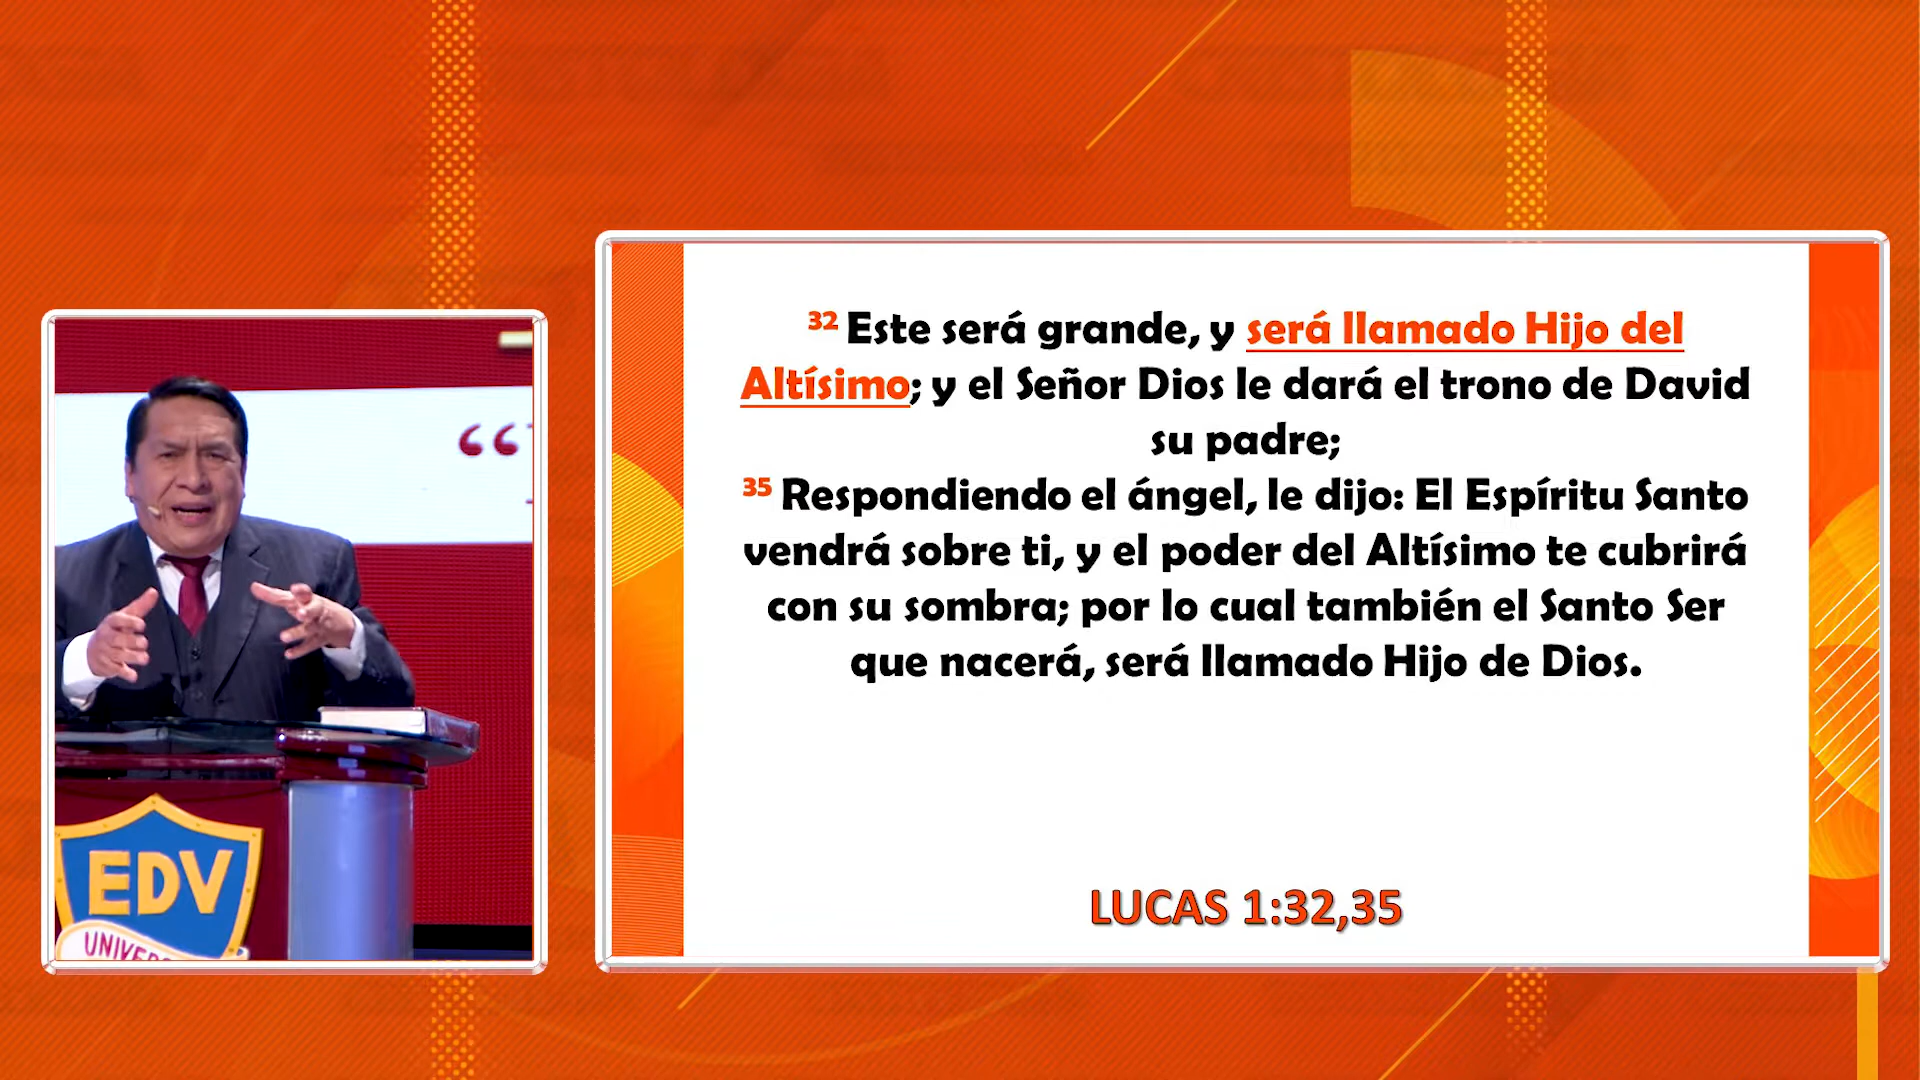 32 Este será grande, y será llamado Hijo del
Altísimo; y el Señor Dios le dará el trono de David
su padre;
35 Respondiendo el ángel, le dijo: El Espíritu Santo
vendrá sobre ti, y el poder del Altísimo te cubrirá
con su sombra; por lo cual también el Santo Ser
que nacerá, será llamado Hijo de Dios.
LUCAS 1:32,35
“
EDV